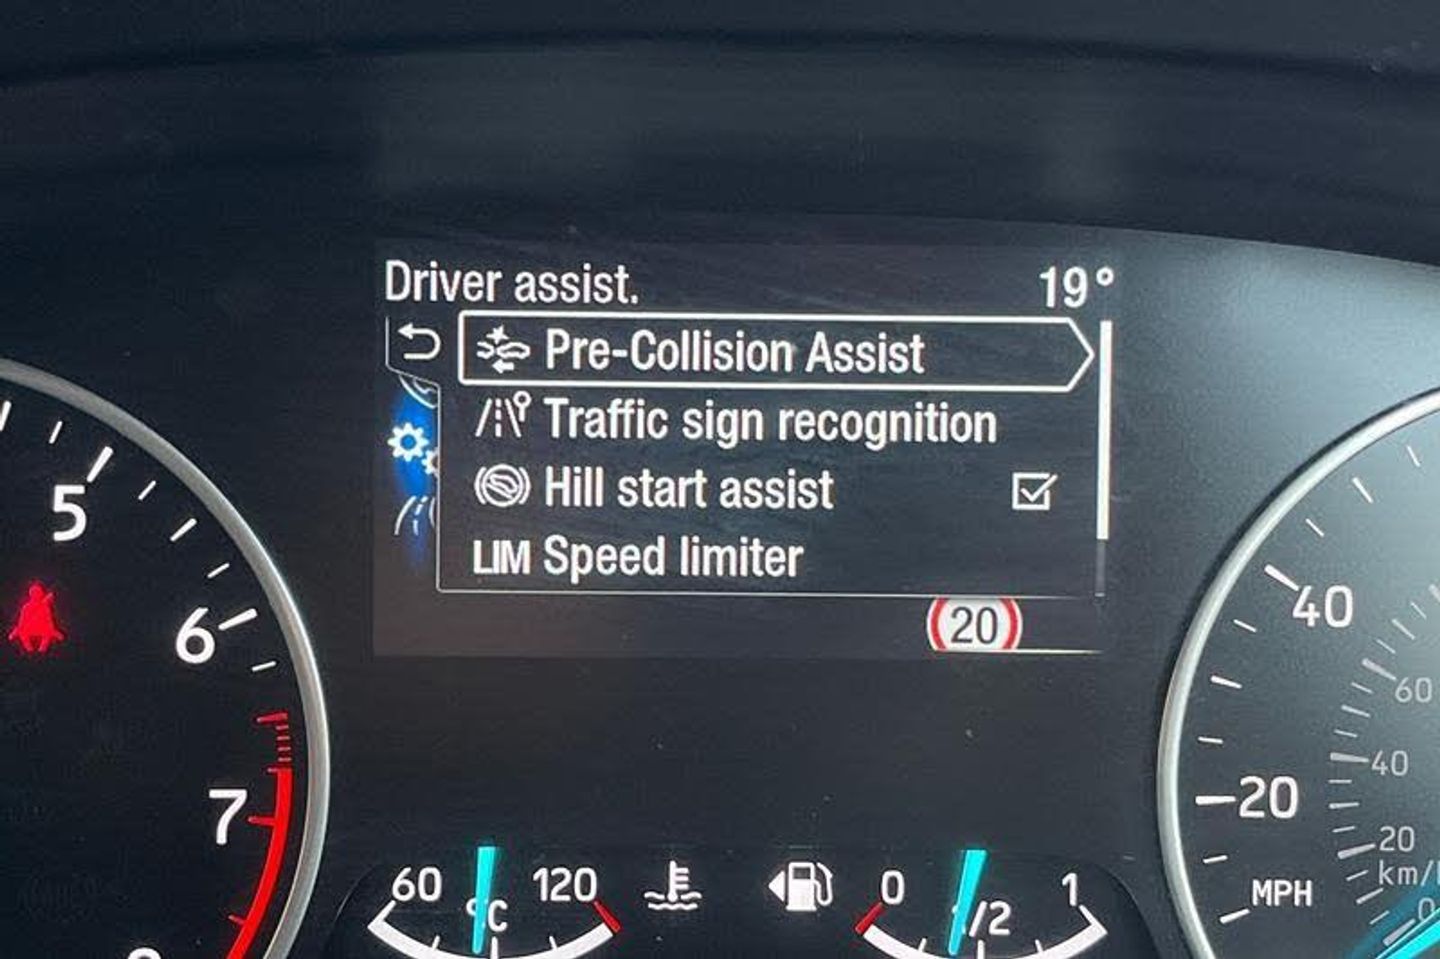 Driver assist. 19°
Pre-Collision Assist
Traffic sign recognition
Hill start assist
LIM Speed limiter
20
5
6
7
40
20
MPH
60
40
20
km/
0
60 120
°C
0 1/2 1